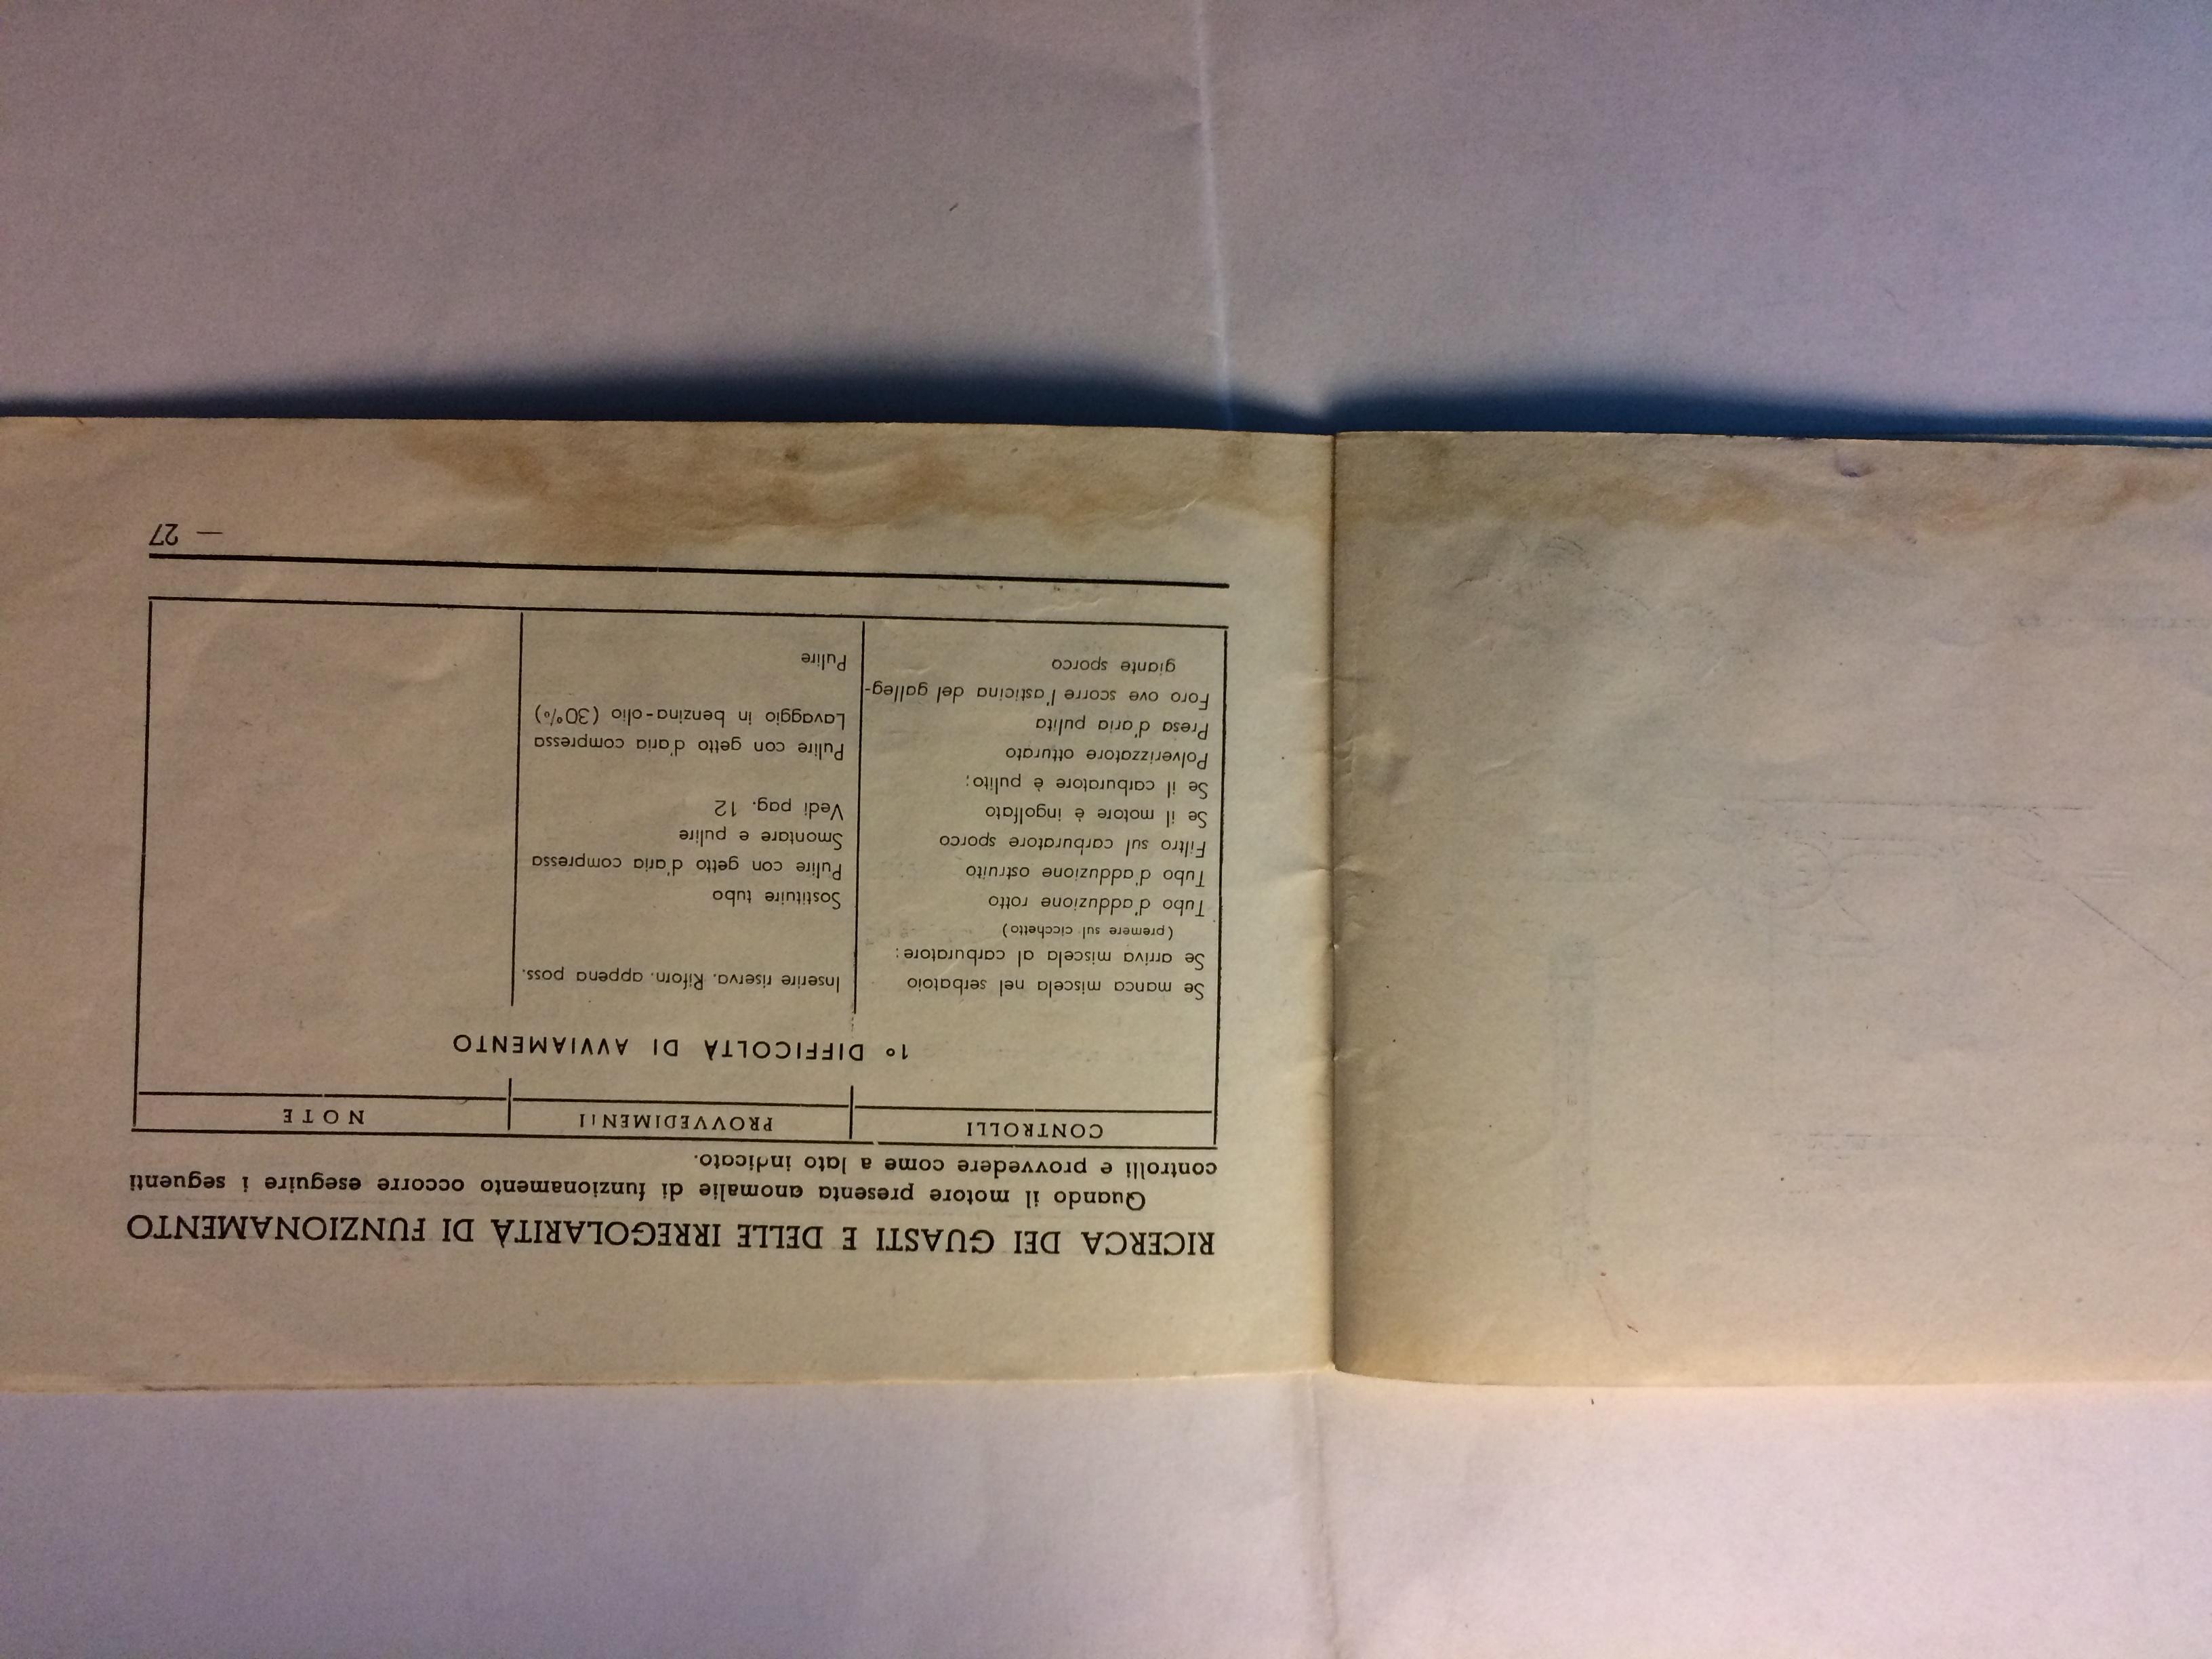 RICERCA DEI GUASTI E DELLE IRREGOLARITÀ DI FUNZIONAMENTO
Quando il motore presenta anomalie di funzionamento occorre eseguire i seguenti
controlli e provvedere come a lato indicato.
CONTROLLI PROVVEDIMENTI NOTE
1° DIFFICOLTÀ DI AVVIAMENTO
Se manca miscela nel serbatoio Inserire riserva. Riforn. appena poss.
Se arriva miscela al carburatore:
(premere sul cicchetto)
Tubo d'adduzione rotto Sostituire tubo
Tubo d'adduzione ostruito Pulire con getto d'aria compressa
Filtro sul carburatore sporco Smontare e pulire
Se il motore è ingolfato Vedi pag. 12
Se il carburatore è pulito;
Polverizzatore otturato Pulire con getto d'aria compressa
Presa d'aria pulita Lavaggio in benzina-olio (30%)
Foro ove scorre l'asticina del galleg-
giante sporco Pulire
— 27